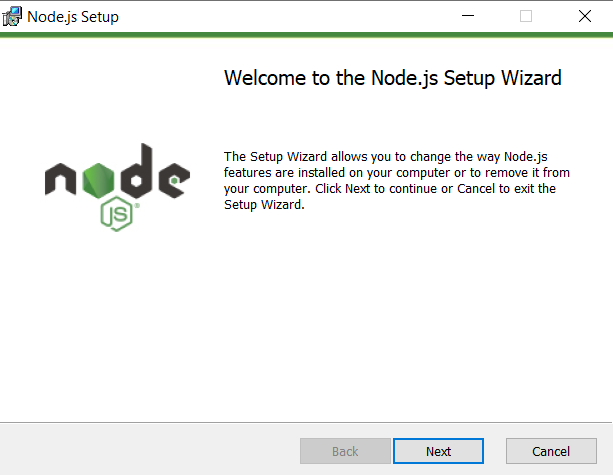 Node.js Setup
Welcome to the Node.js Setup Wizard
node
JS
®
The Setup Wizard allows you to change the way Node.js
features are installed on your computer or to remove it from
your computer. Click Next to continue or Cancel to exit the
Setup Wizard.
Back
Next
Cancel